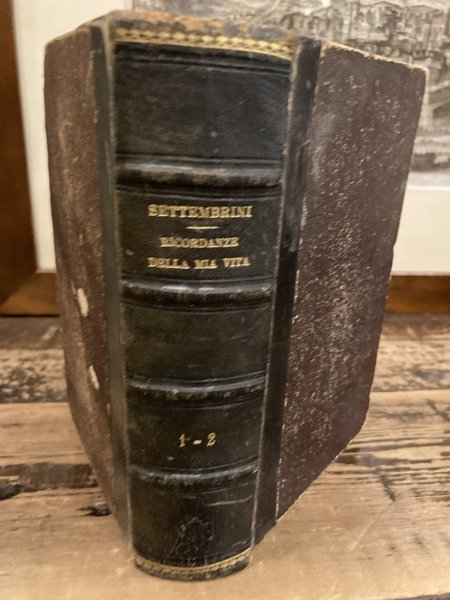 SETTEMBRINI
RICORDANZE
DELLA MIA VITA
1-2